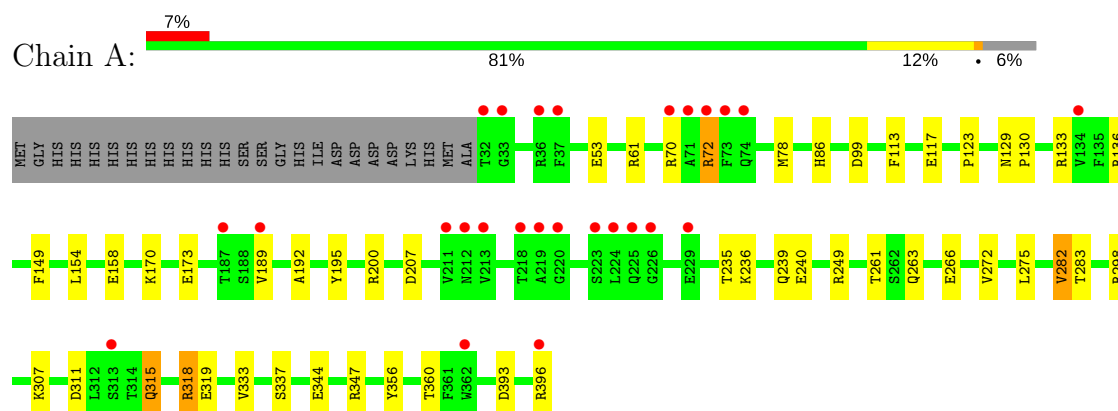 7%
Chain A:
81% 12% • 6%
MET GLY HIS HIS HIS HIS HIS HIS HIS HIS HIS HIS SER SER GLY HIS ILE ASP ASP ASP ASP LYS HIS MET ALA T32 G33 R36 F37 E53 R61 R70 A71 R72 F73 Q74 M78 H86 D99 F113 E117 P123 N129 P130 R133 V134 F135
F149 L154 E158 K170 E173 T187 S188 V189 A192 Y195 R200 D207 V211 N212 V213 T218 A219 G220 S223 L224 Q225 G226 E229 T235 K236 Q239 E240 R249 T261 S262 Q263 E266 V272 L275 V282 T283
K307 D311 L312 S313 T314 Q315 R318 E319 V333 S337 E344 R347 Y356 T360 F361 W362 D393 R396